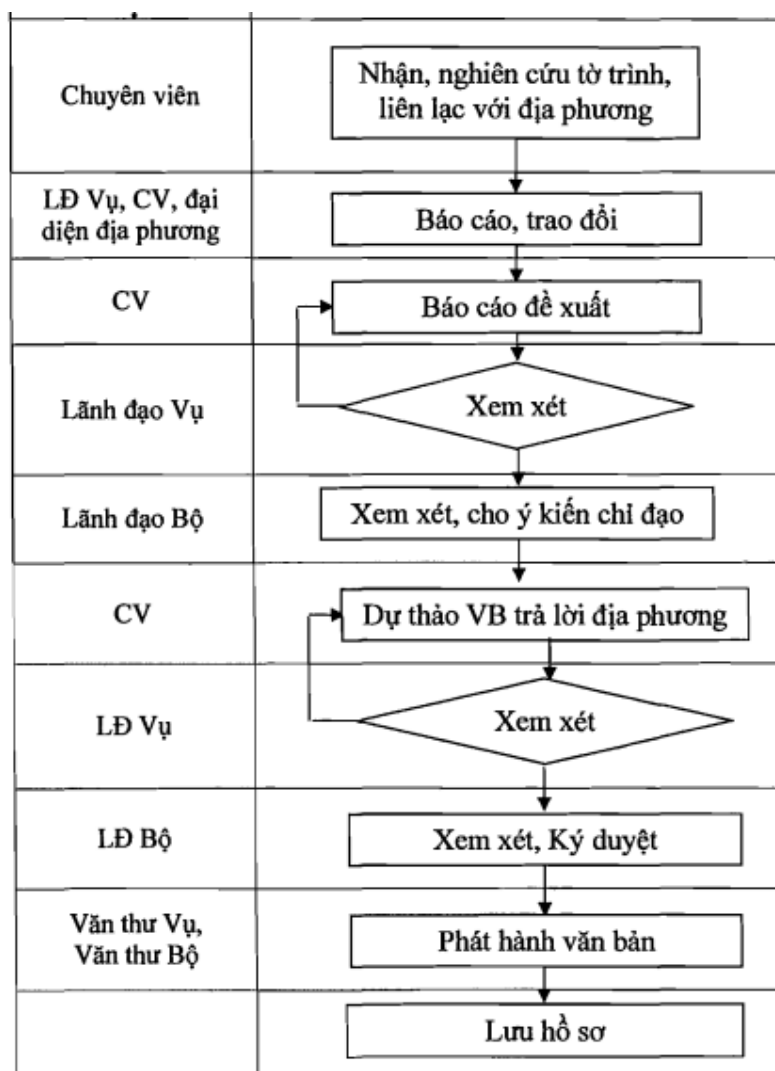 Chuyên viên
Nhận, nghiên cứu tờ trình,
liên lạc với địa phương
LĐ Vụ, CV, đại
diện địa phương
Báo cáo, trao đổi
CV
Báo cáo đề xuất
Lãnh đạo Vụ
Xem xét
Lãnh đạo Bộ
Xem xét, cho ý kiến chỉ đạo
CV
Dự thảo VB trả lời địa phương
LĐ Vụ
Xem xét
LĐ Bộ
Xem xét, Ký duyệt
Văn thư Vụ,
Văn thư Bộ
Phát hành văn bản
Lưu hồ sơ